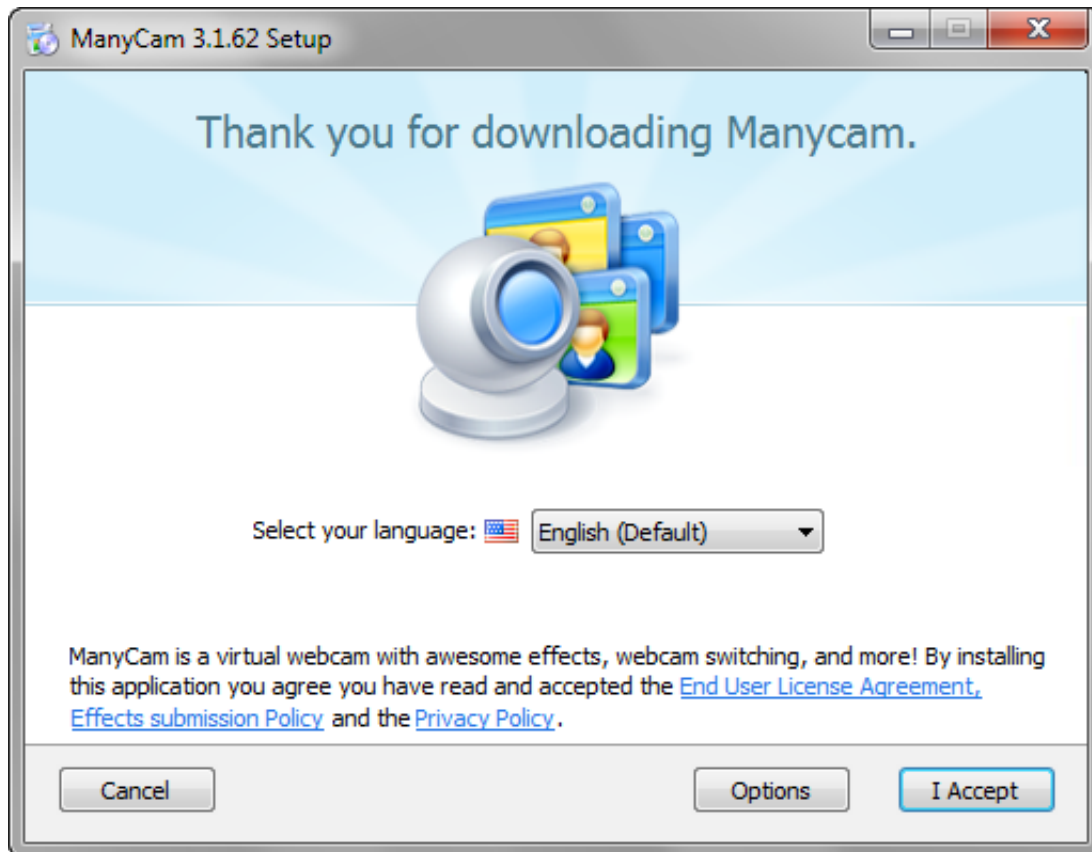 ManyCam 3.1.62 Setup
Thank you for downloading Manycam.
Select your language: English (Default)
ManyCam is a virtual webcam with awesome effects, webcam switching, and more! By installing
this application you agree you have read and accepted the End User License Agreement,
Effects submission Policy and the Privacy Policy.
Cancel Options I Accept